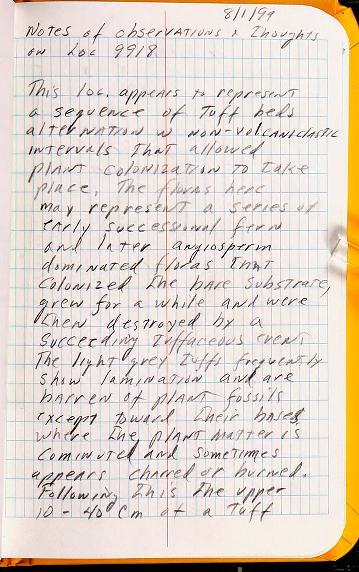 8/1/99
Notes of observations & Thoughts
on Loc 9918
This loc. appears to represent
a sequence of Tuff beds
alternation w non-volcaniclastic
intervals that allowed
plant colonization to take
place. The floras here
may represent a series of
early successional fern
and later angiosperm
dominated floras that
colonized the bare substrate,
grew for a while and were
then destroyed by a
succeeding tuffaceous event
The light grey Tuffs frequently
show lamination and are
barren of plant fossils
except toward their bases
where the plant matter is
cominuted and sometimes
appears charred or burned.
Following this the upper
10 - 40 cm of a Tuff